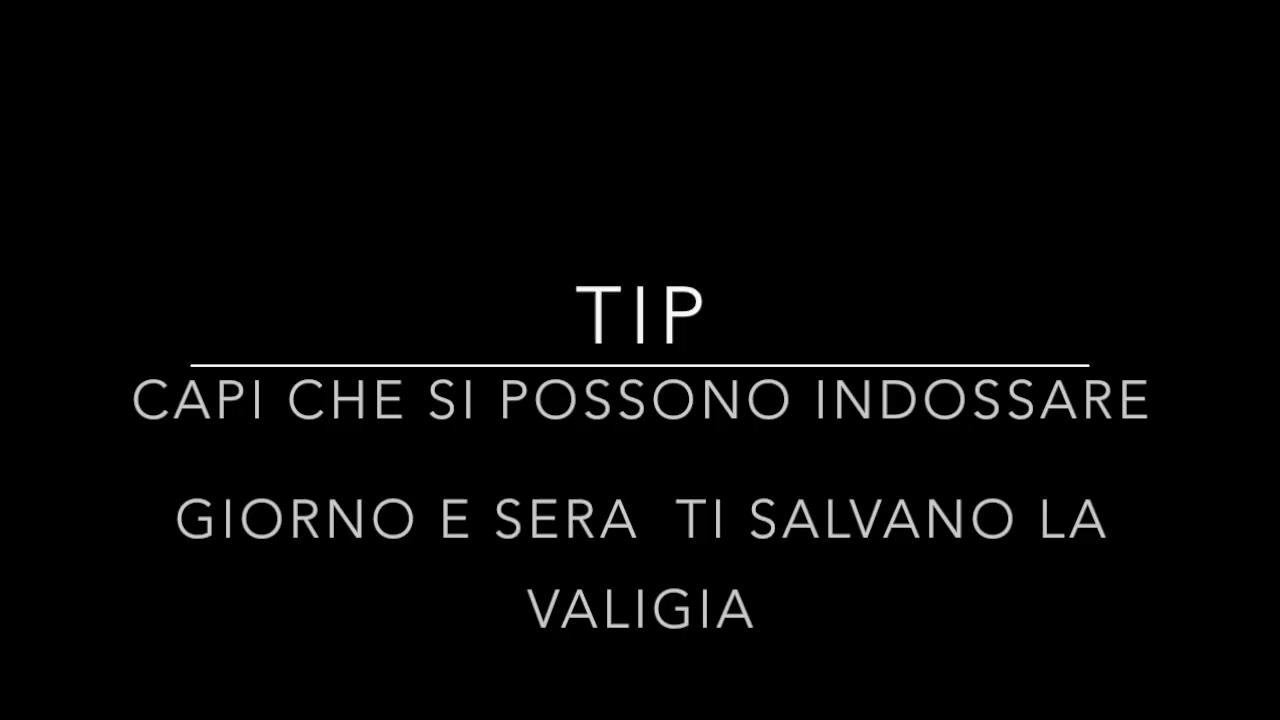 TIP
CAPI CHE SI POSSONO INDOSSARE
GIORNO E SERA  TI SALVANO LA
VALIGIA